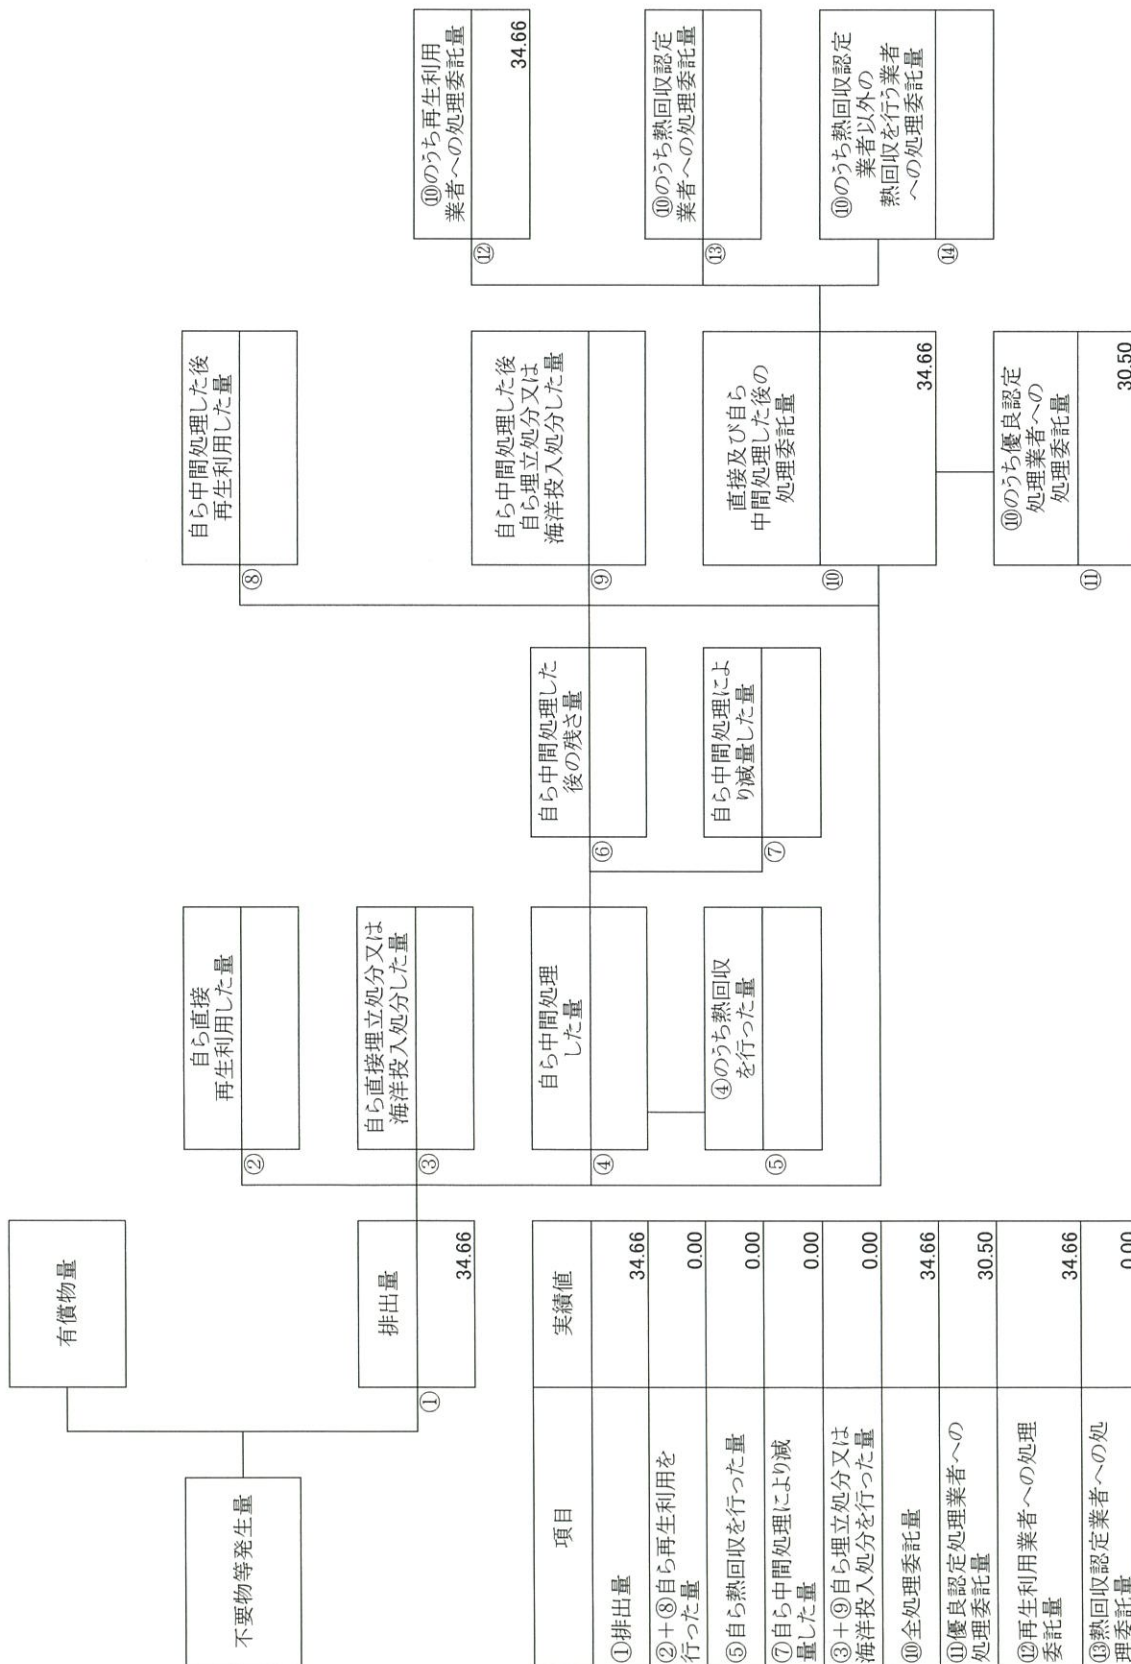 有償物量
不要物等発生量
排出量
①
34.66
自ら直接
再生利用した量
②
自ら直接埋立処分又は
海洋投入処分した量
③
自ら中間処理
した量
④
④のうち熱回収
を行った量
⑤
自ら中間処理した
後の残さ量
⑥
自ら中間処理によ
り減量した量
⑦
自ら中間処理した後
再生利用した量
⑧
自ら中間処理した後
自ら埋立処分又は
海洋投入処分した量
⑨
直接及び自ら
中間処理した後の
処理委託量
⑩
34.66
⑩のうち優良認定
処理業者への
処理委託量
⑪
30.50
⑩のうち再生利用
業者への処理委託量
⑫
34.66
⑩のうち熱回収認定
業者への処理委託量
⑬
⑩のうち熱回収認定
業者以外の
熱回収を行う業者
への処理委託量
⑭
項目
実績値
①排出量
34.66
②+⑧自ら再生利用を
行った量
0.00
⑤自ら熱回収を行った量
0.00
⑦自ら中間処理により減
量した量
0.00
③+⑨自ら埋立処分又は
海洋投入処分を行った量
0.00
⑩全処理委託量
34.66
⑪優良認定処理業者への
処理委託量
30.50
⑫再生利用業者への処理
委託量
34.66
⑬熱回収認定業者への処
理委託量
0.00